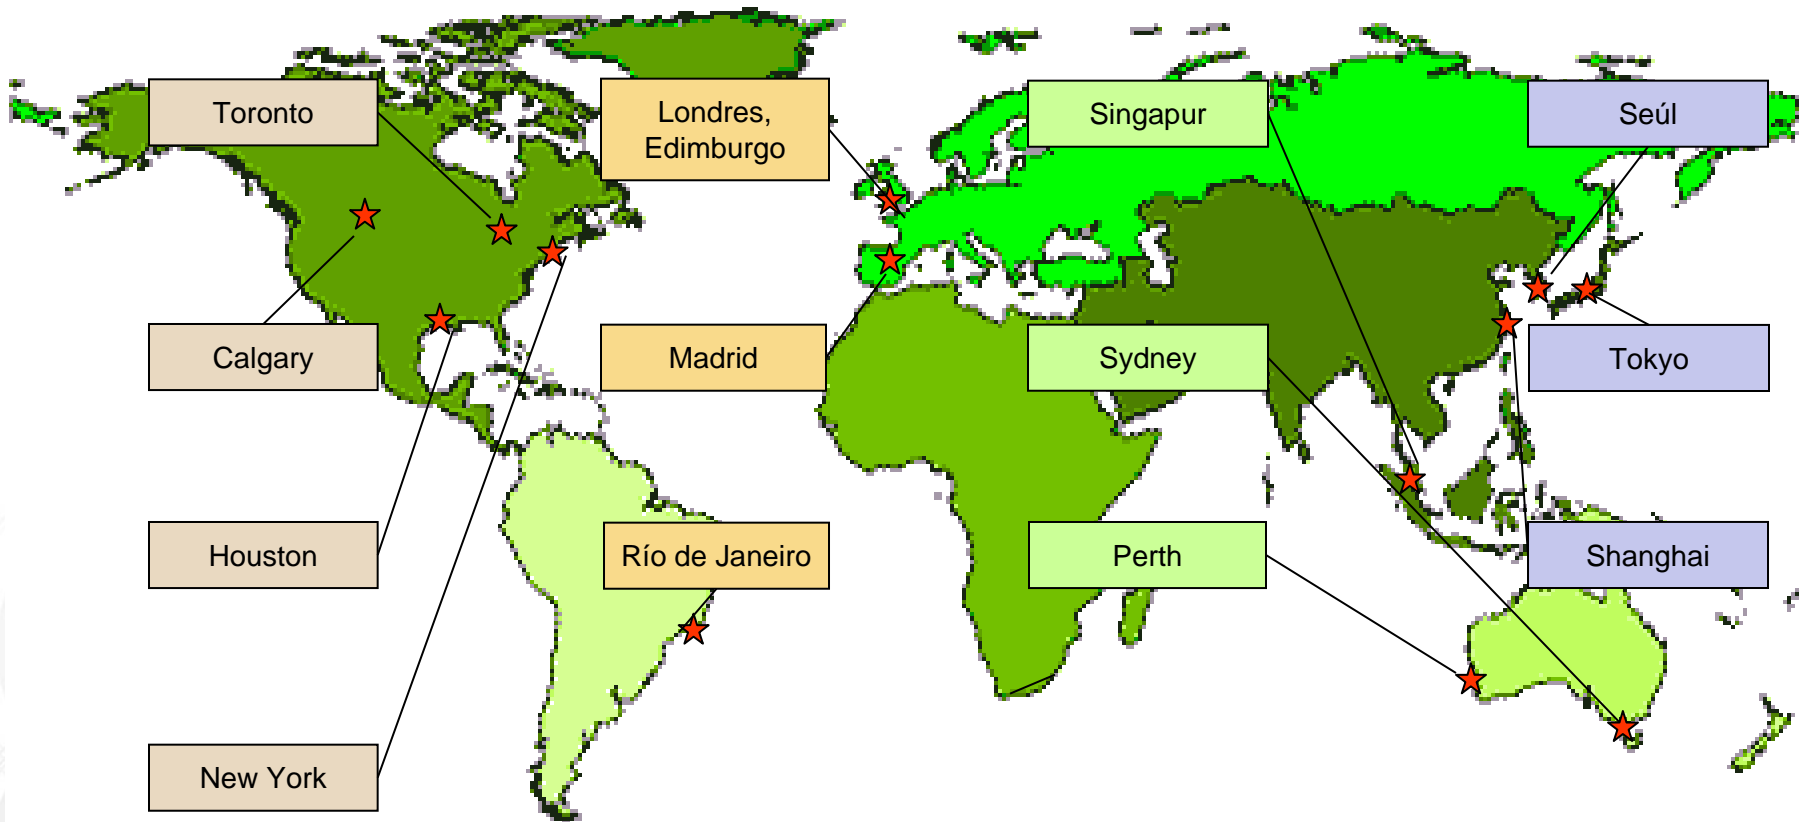 Toronto
Londres,
Edimburgo
Singapur
Seúl
Calgary
Madrid
Sydney
Tokyo
Houston
Río de Janeiro
Perth
Shanghai
New York